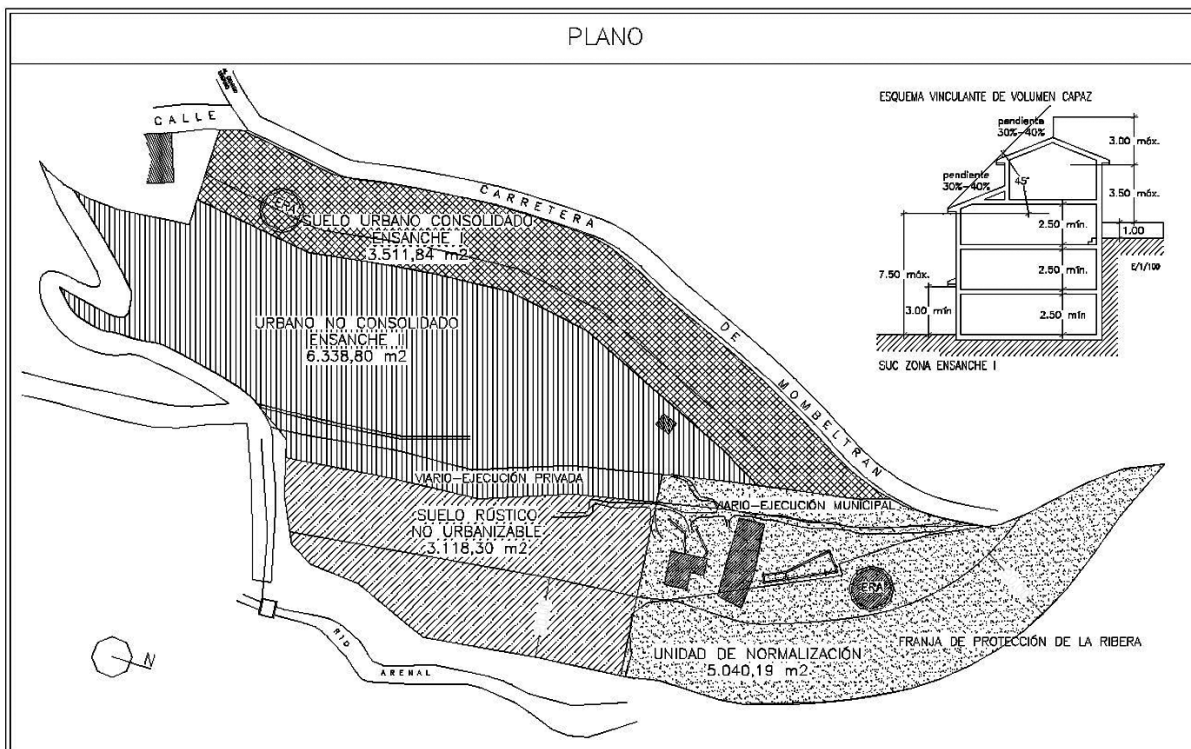 PLANO
CALLE
CARRETERA
DE
MOMBELTRAN
ERA
SUELO URBANO CONSOLIDADO
ENSANCHE I
3.511,84 m2
URBANO NO CONSOLIDADO
ENSANCHE II
6.338,80 m2
VIARIO-EJECUCIÓN PRIVADA
VIARIO-EJECUCIÓN MUNICIPAL
SUELO RÚSTICO
NO URBANIZABLE
3.118,30 m2
ERA
UNIDAD DE NORMALIZACIÓN
5.040,19 m2
FRANJA DE PROTECCIÓN DE LA RIBERA
RIO
ARENAL
N
ESQUEMA VINCULANTE DE VOLUMEN CAPAZ
pendiente
30%-40%
pendiente
30%-40%
45°
3.00 máx.
3.50 máx.
1.00
E/1/100
2.50 mín.
2.50 mín.
2.50 mín
7.50 máx.
3.00 mín
SUC ZONA ENSANCHE I